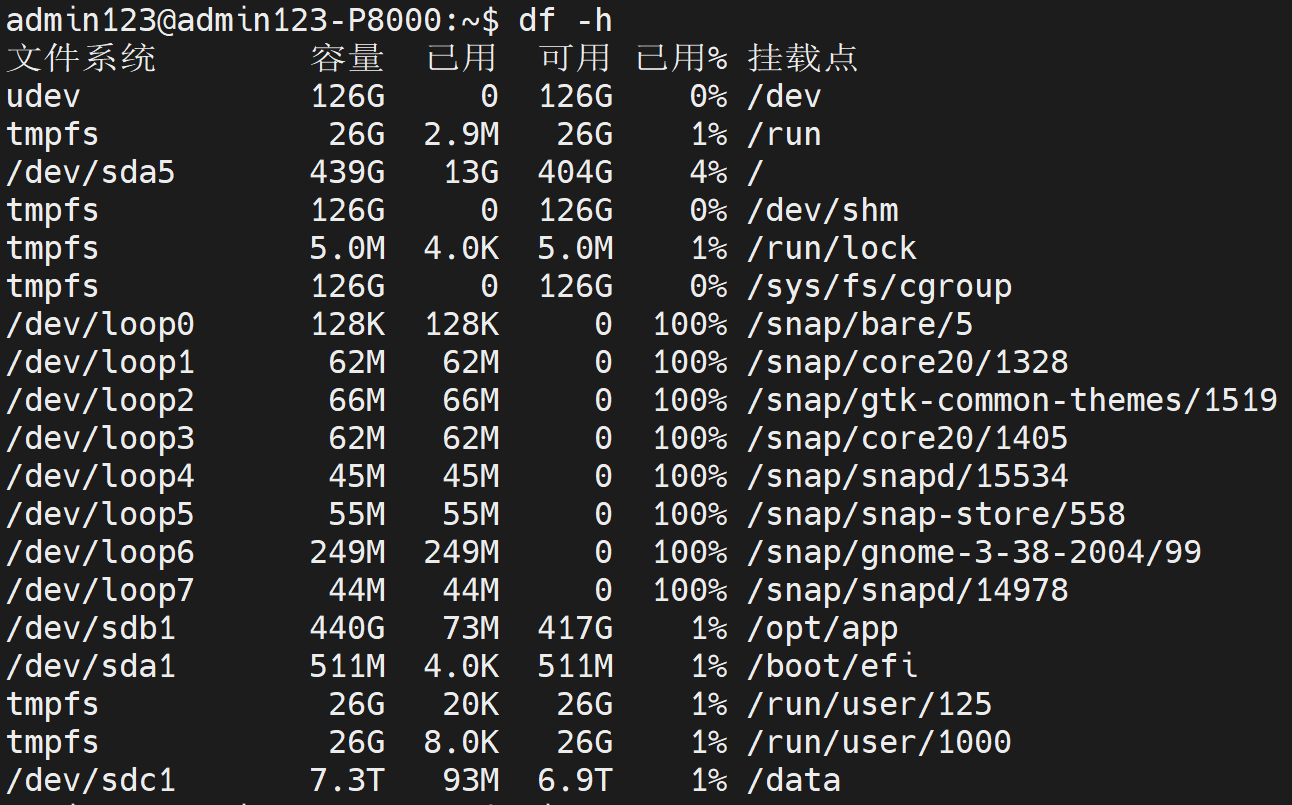 admin123@admin123-P8000:~$ df -h
文件系统        容量  已用  可用 已用% 挂载点
udev            126G     0  126G    0% /dev
tmpfs            26G  2.9M   26G    1% /run
/dev/sda5       439G   13G  404G    4% /
tmpfs           126G     0  126G    0% /dev/shm
tmpfs           5.0M  4.0K  5.0M    1% /run/lock
tmpfs           126G     0  126G    0% /sys/fs/cgroup
/dev/loop0      128K  128K     0  100% /snap/bare/5
/dev/loop1       62M   62M     0  100% /snap/core20/1328
/dev/loop2       66M   66M     0  100% /snap/gtk-common-themes/1519
/dev/loop3       62M   62M     0  100% /snap/core20/1405
/dev/loop4       45M   45M     0  100% /snap/snapd/15534
/dev/loop5       55M   55M     0  100% /snap/snap-store/558
/dev/loop6      249M  249M     0  100% /snap/gnome-3-38-2004/99
/dev/loop7       44M   44M     0  100% /snap/snapd/14978
/dev/sdb1       440G   73M  417G    1% /opt/app
/dev/sda1       511M  4.0K  511M    1% /boot/efi
tmpfs            26G   20K   26G    1% /run/user/125
tmpfs            26G  8.0K   26G    1% /run/user/1000
/dev/sdc1       7.3T   93M  6.9T    1% /data